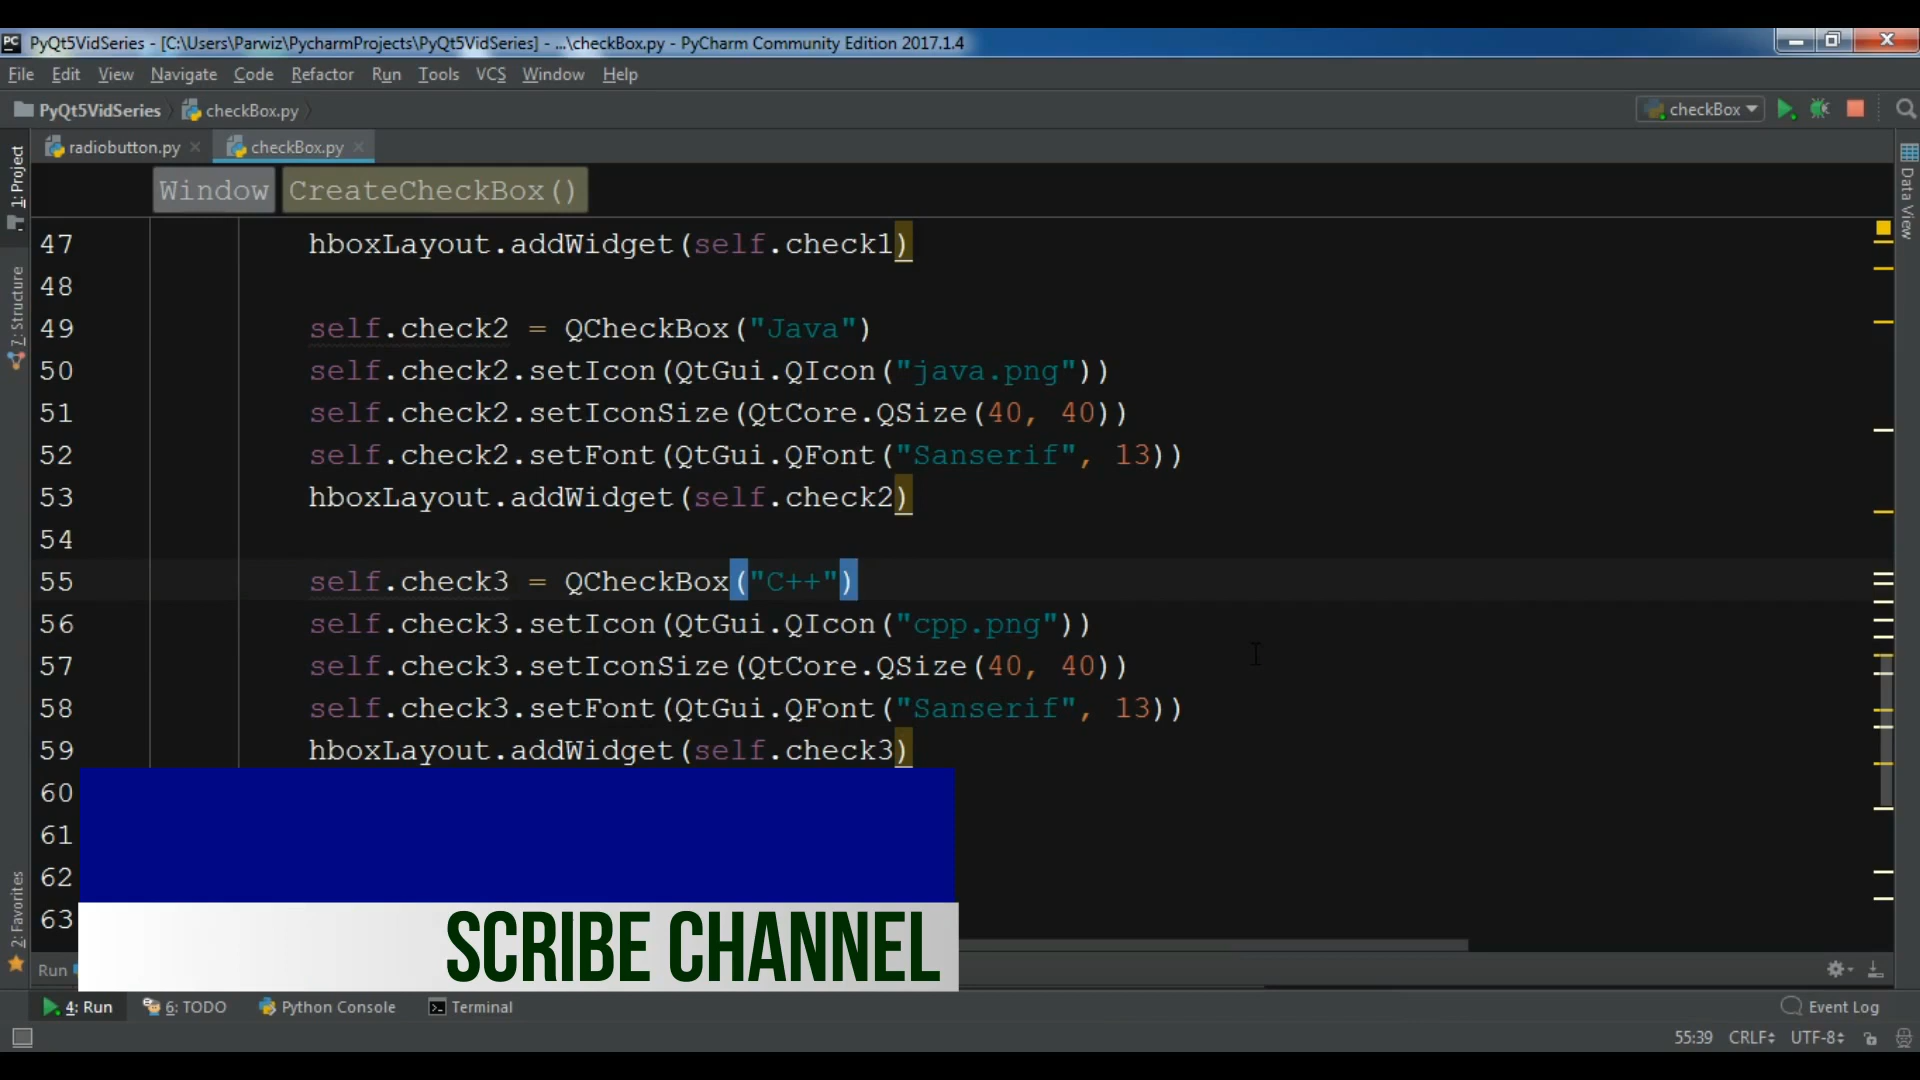 PyQt5VidSeries - [C:\Users\Parwiz\PycharmProjects\PyQt5VidSeries] - ...\checkBox.py - PyCharm Community Edition 2017.1.4
File Edit View Navigate Code Refactor Run Tools VCS Window Help
PyQt5VidSeries checkBox.py checkBox
radiobutton.py checkBox.py
Window CreateCheckBox()
1: Project
7: Structure
2: Favorites
Data View
47 hboxLayout.addWidget(self.check1)
48
49 self.check2 = QCheckBox("Java")
50 self.check2.setIcon(QtGui.QIcon("java.png"))
51 self.check2.setIconSize(QtCore.QSize(40, 40))
52 self.check2.setFont(QtGui.QFont("Sanserif", 13))
53 hboxLayout.addWidget(self.check2)
54
55 self.check3 = QCheckBox("C++")
56 self.check3.setIcon(QtGui.QIcon("cpp.png"))
57 self.check3.setIconSize(QtCore.QSize(40, 40))
58 self.check3.setFont(QtGui.QFont("Sanserif", 13))
59 hboxLayout.addWidget(self.check3)
60
61
62
63
SCRIBE CHANNEL
Run
4: Run 6: TODO Python Console Terminal Event Log
55:39 CRLF UTF-8